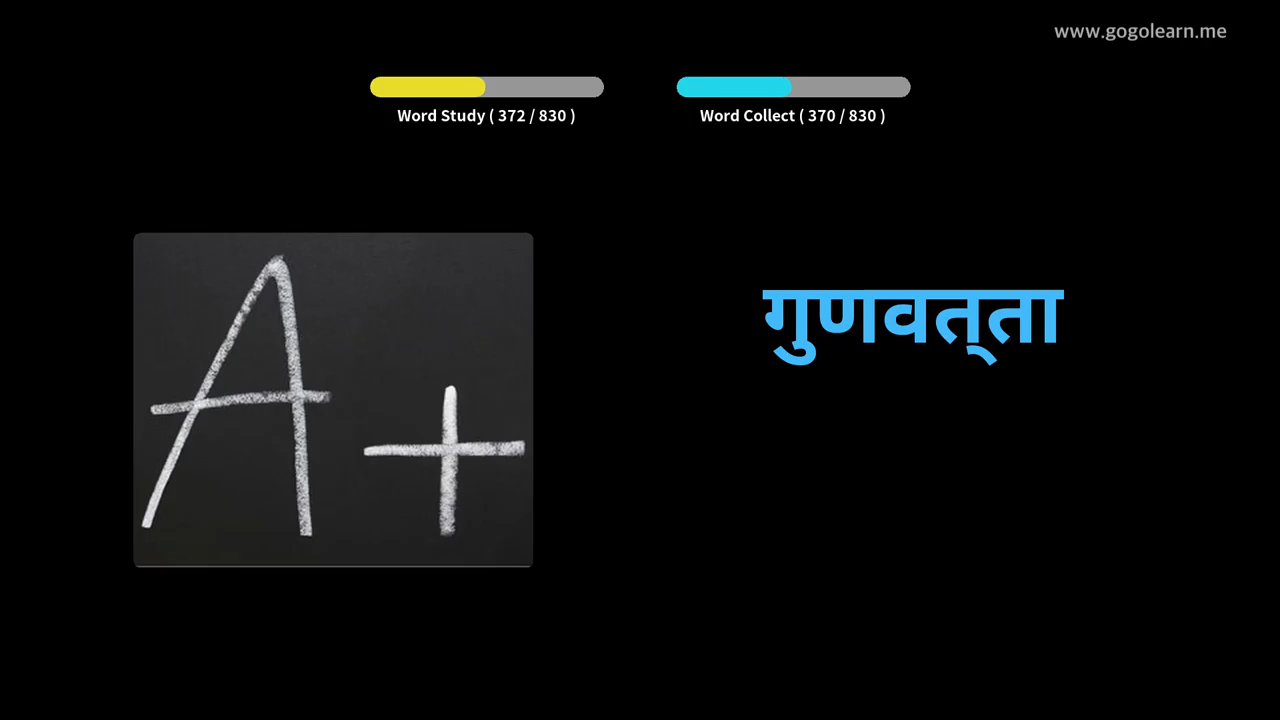 www.gogolearn.me
Word Study ( 372 / 830 )
Word Collect ( 370 / 830 )
A+
गुणवत्‌ता